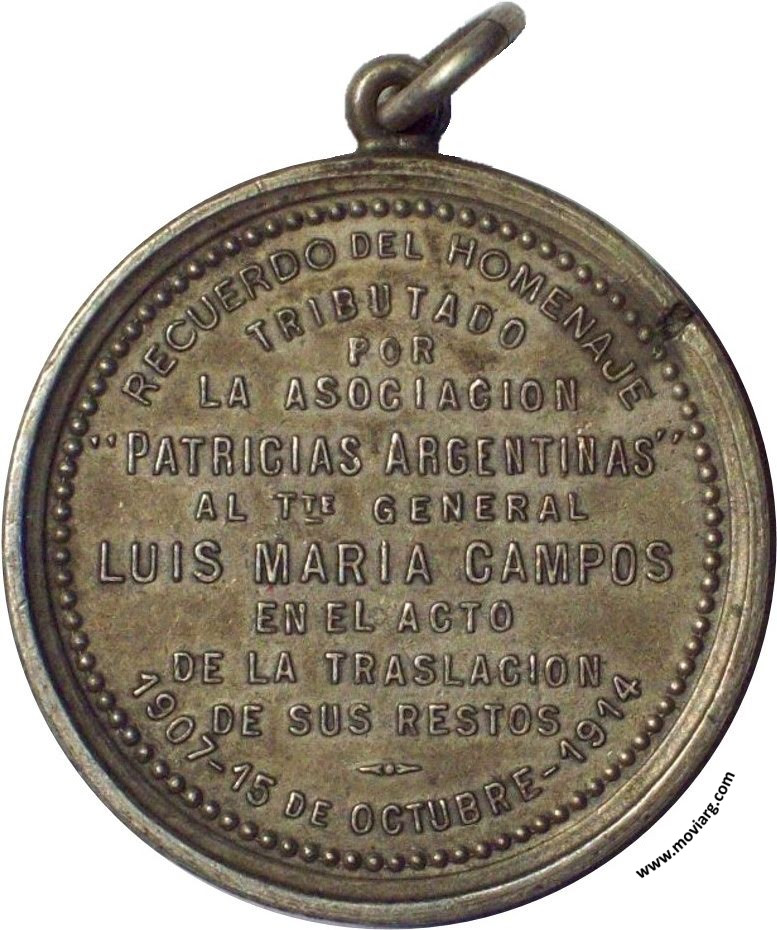 RECUERDO DEL HOMENAJE
TRIBUTADO
POR
LA ASOCIACION
"PATRICIAS ARGENTINAS"
AL TTE GENERAL
LUIS MARIA CAMPOS
EN EL ACTO
DE LA TRASLACION
DE SUS RESTOS
1907-15 DE OCTUBRE-1914
www.moviarg.com